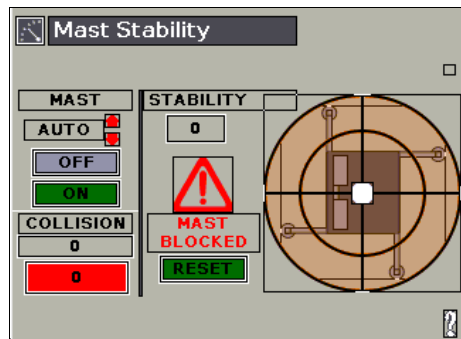 Mast Stability
MAST
AUTO
OFF
ON
COLLISION
0
0
STABILITY
0
MAST
BLOCKED
RESET